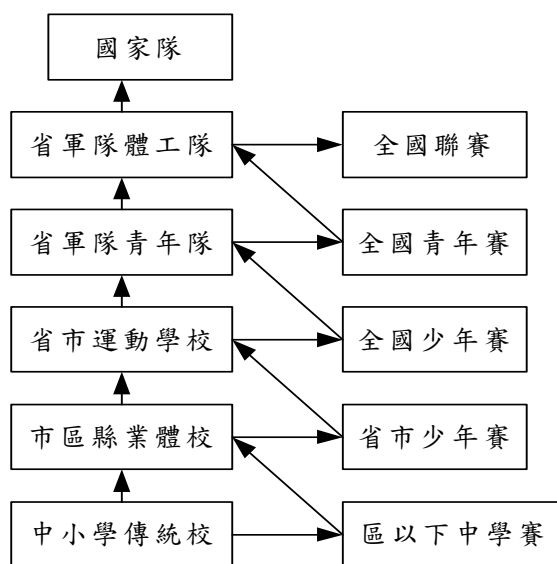 國家隊
省軍隊體工隊
全國聯賽
省軍隊青年隊
全國青年賽
省市運動學校
全國少年賽
市區縣業體校
省市少年賽
中小學傳統校
區以下中學賽